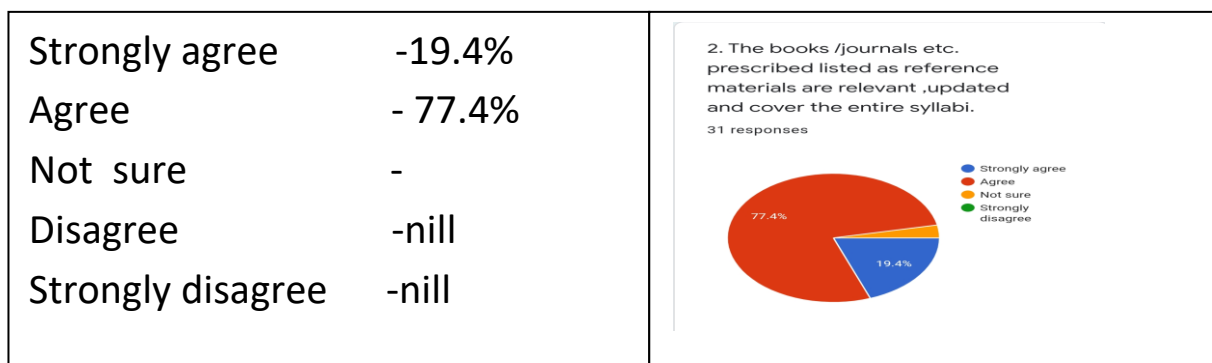 Strongly agree -19.4%
Agree - 77.4%
Not sure -
Disagree -nill
Strongly disagree -nill
2. The books /journals etc.
prescribed listed as reference
materials are relevant ,updated
and cover the entire syllabi.
31 responses
Strongly agree
Agree
Not sure
Strongly
disagree
77.4%
19.4%